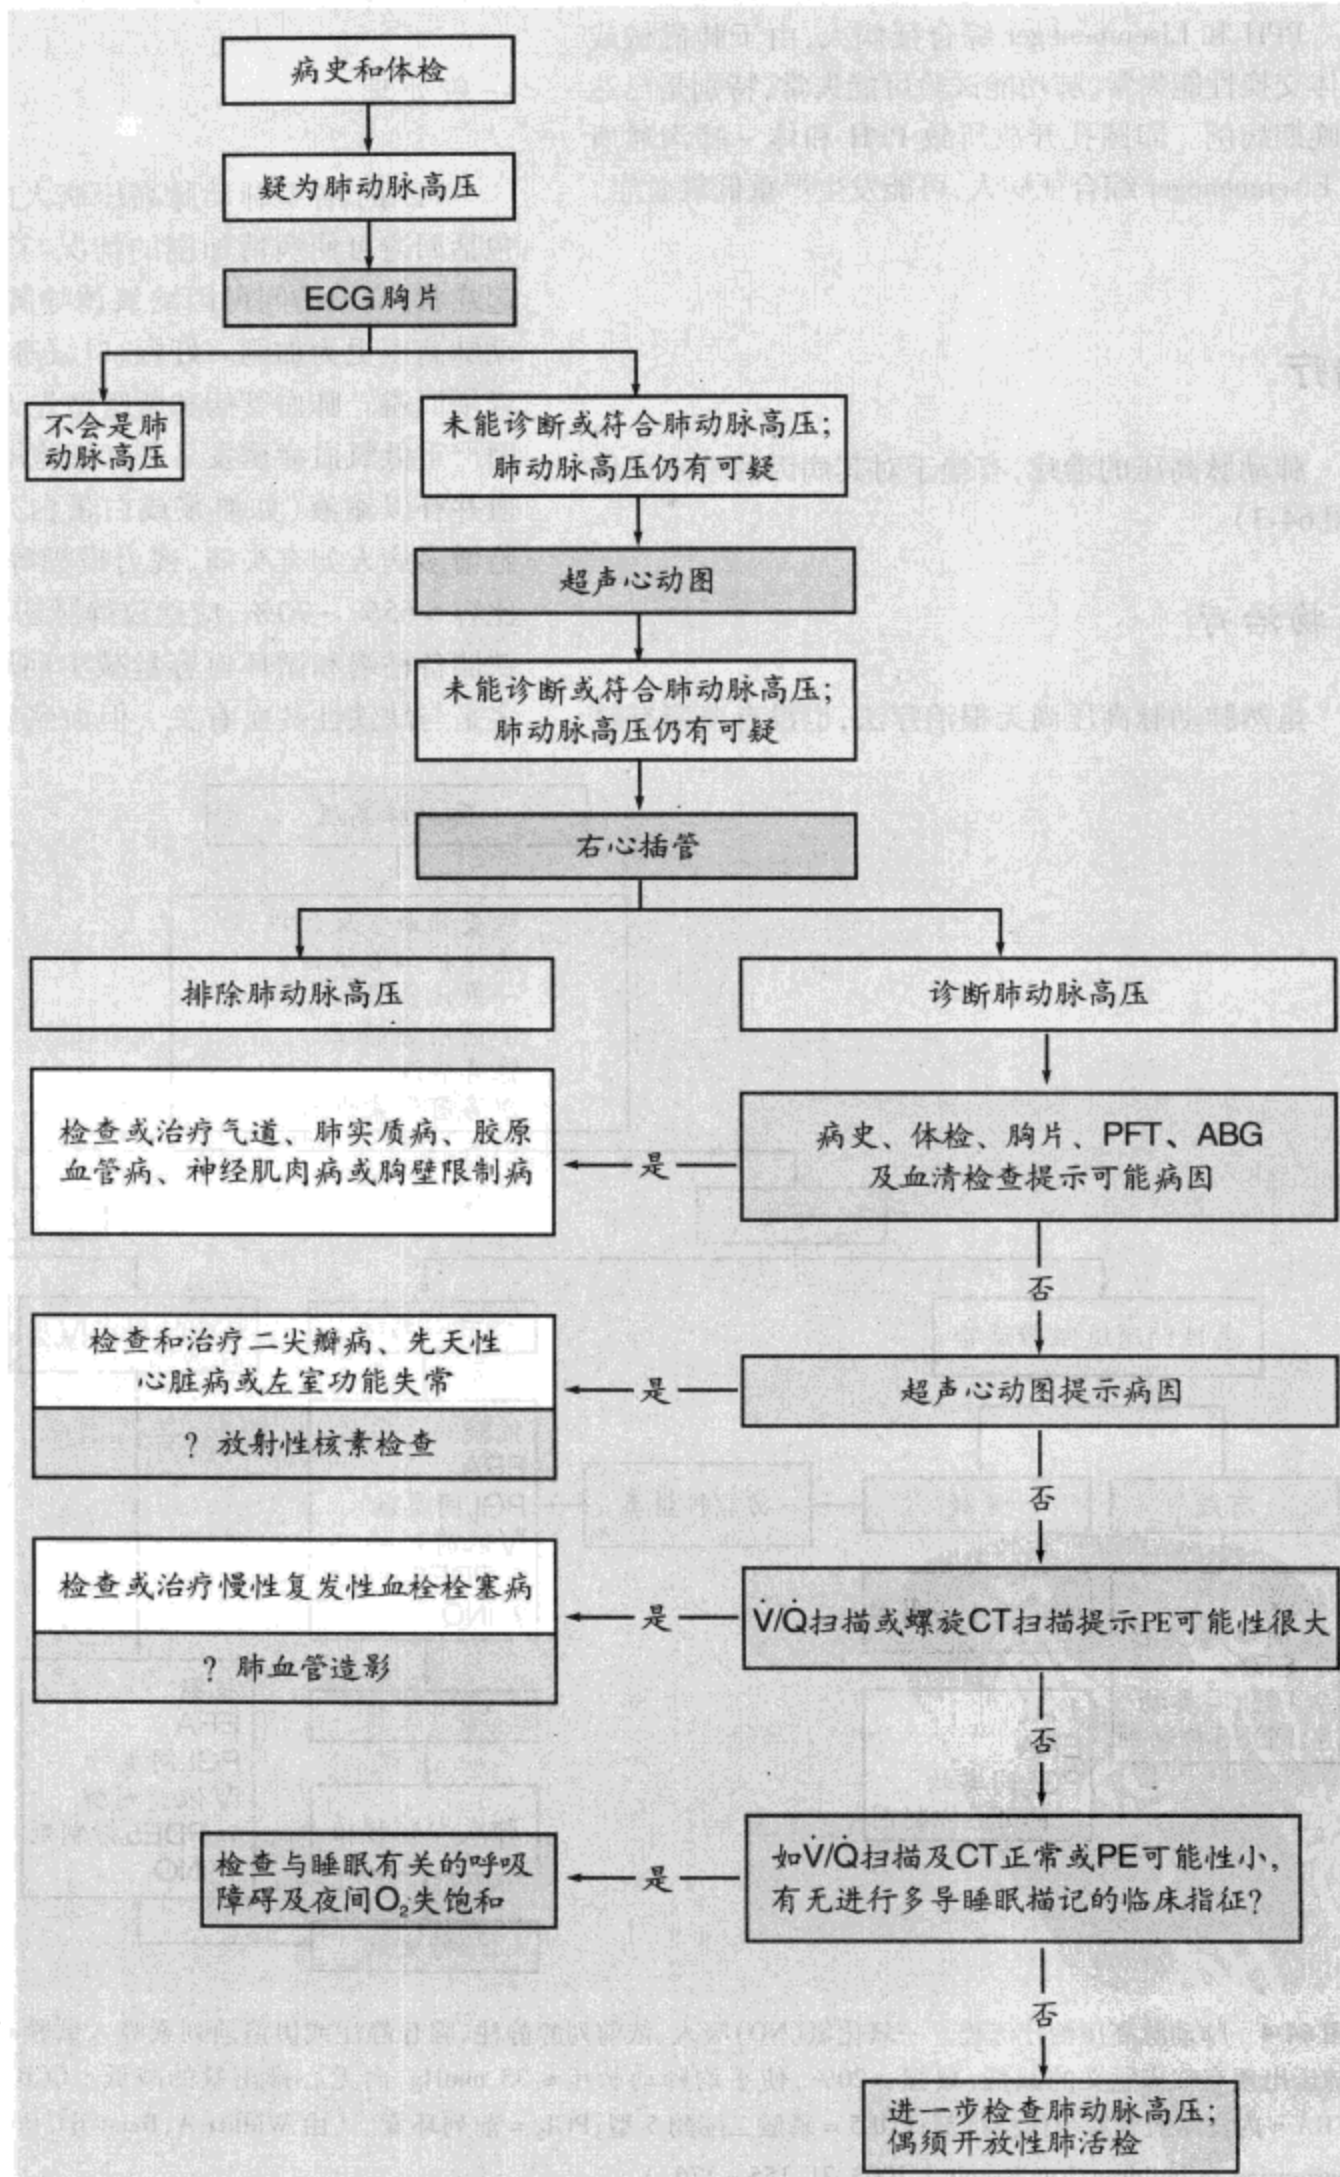 病史和体检
疑为肺动脉高压
ECG胸片
不会是肺
动脉高压
未能诊断或符合肺动脉高压;
肺动脉高压仍有可疑
超声心动图
未能诊断或符合肺动脉高压;
肺动脉高压仍有可疑
右心插管
排除肺动脉高压
诊断肺动脉高压
检查或治疗气道、肺实质病、胶原
血管病、神经肌肉病或胸壁限制病
是
病史、体检、胸片、PFT、ABG
及血清检查提示可能病因
否
检查和治疗二尖瓣病、先天性
心脏病或左室功能失常
? 放射性核素检查
是
超声心动图提示病因
否
检查或治疗慢性复发性血栓栓塞病
? 肺血管造影
是
V̇/Q̇扫描或螺旋CT扫描提示PE可能性很大
否
检查与睡眠有关的呼吸
障碍及夜间O₂失饱和
是
如V̇/Q̇扫描及CT正常或PE可能性小,
有无进行多导睡眠描记的临床指征?
否
进一步检查肺动脉高压;
偶须开放性肺活检